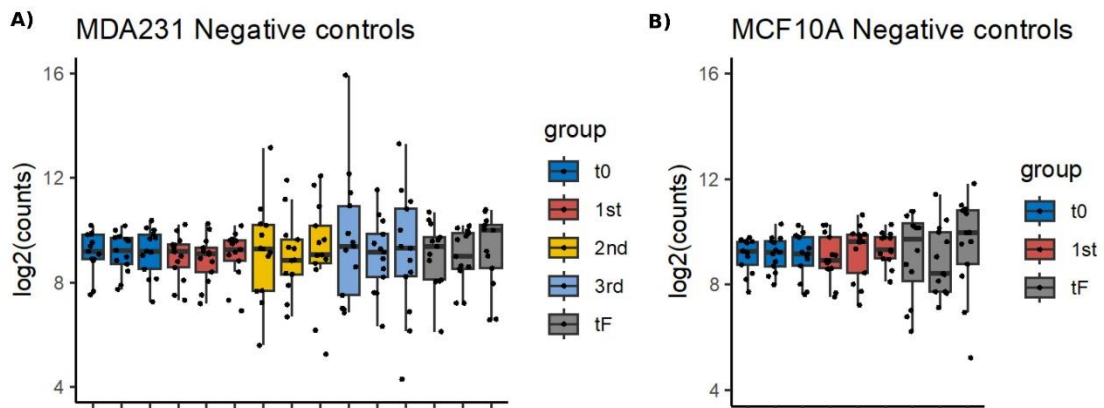 A)
MDA231 Negative controls
16
12
8
4
log2(counts)
group
t0
1st
2nd
3rd
tF
B)
MCF10A Negative controls
16
12
8
4
log2(counts)
group
t0
1st
tF